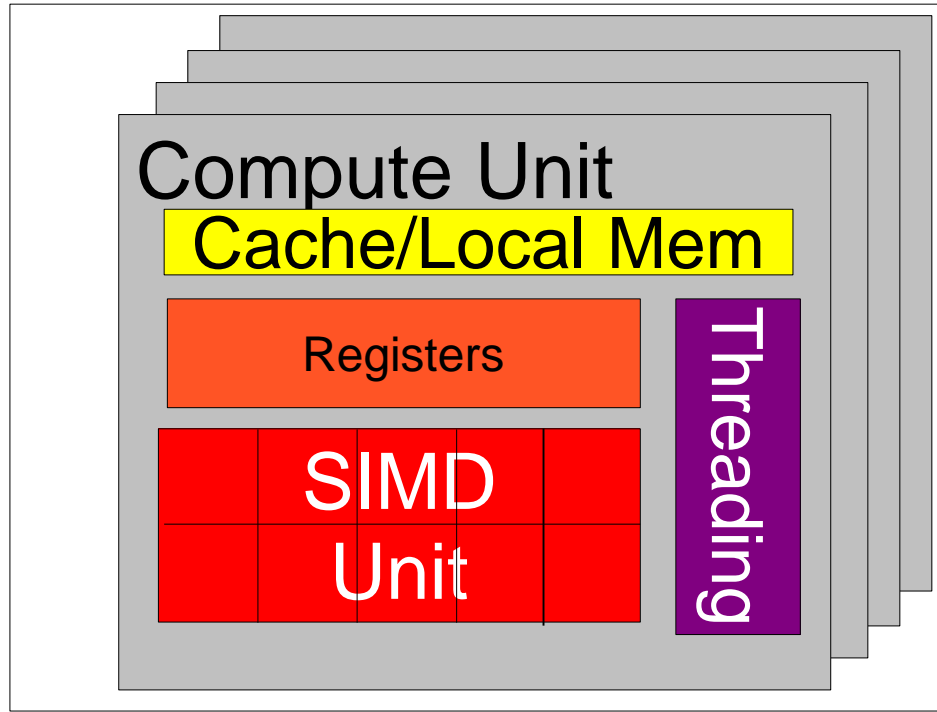 Compute Unit
Cache/Local Mem
Registers
Threading
SIMD
Unit